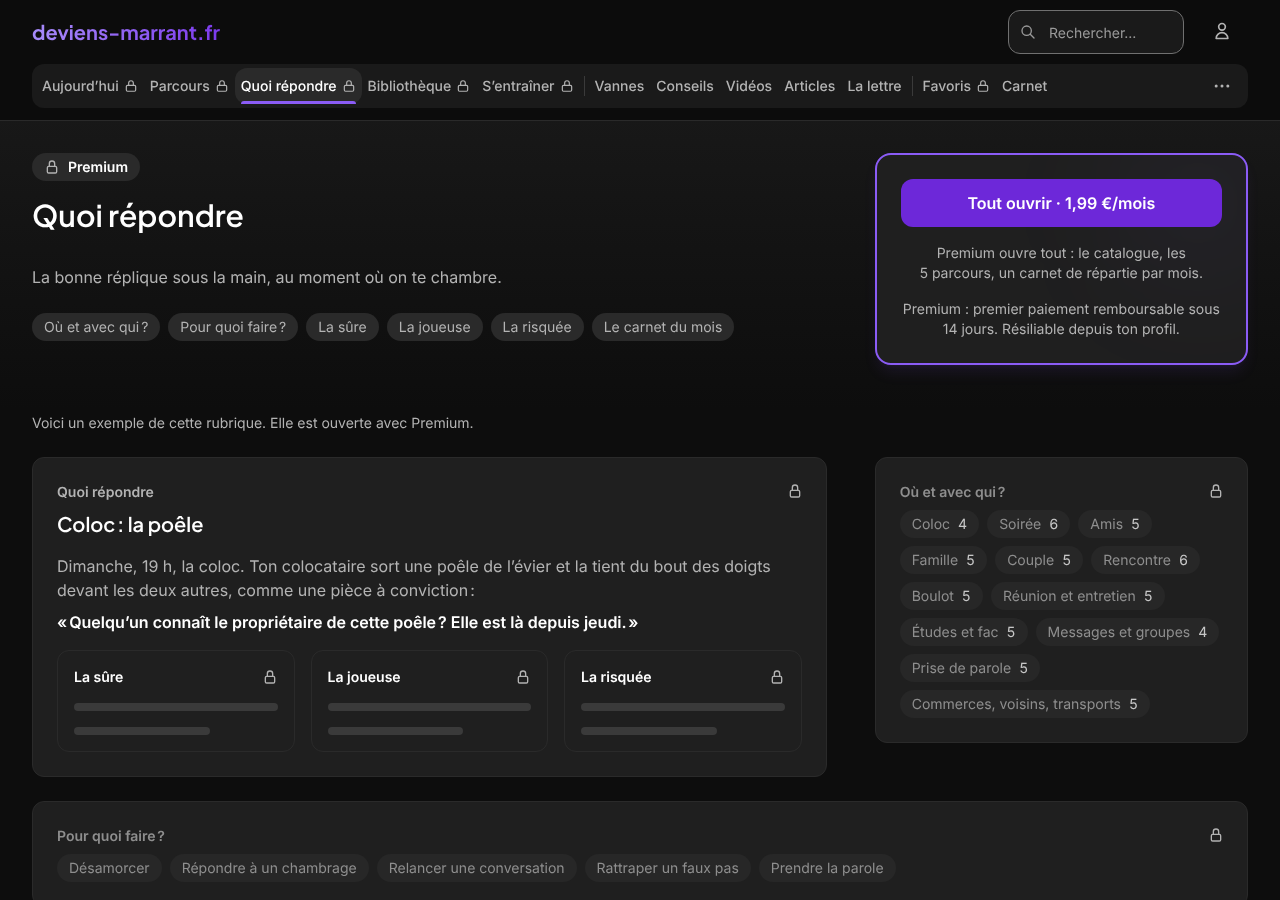 deviens-marrant.fr
Rechercher...
Aujourd’hui Parcours Quoi répondre Bibliothèque S’entraîner Vannes Conseils Vidéos Articles La lettre Favoris Carnet
Premium
Quoi répondre
La bonne réplique sous la main, au moment où on te chambre.
Où et avec qui ? Pour quoi faire ? La sûre La joueuse La risquée Le carnet du mois
Tout ouvrir · 1,99 €/mois
Premium ouvre tout : le catalogue, les
5 parcours, un carnet de répartie par mois.
Premium : premier paiement remboursable sous
14 jours. Résiliable depuis ton profil.
Voici un exemple de cette rubrique. Elle est ouverte avec Premium.
Quoi répondre
Coloc : la poêle
Dimanche, 19 h, la coloc. Ton colocataire sort une poêle de l’évier et la tient du bout des doigts
devant les deux autres, comme une pièce à conviction :
« Quelqu’un connaît le propriétaire de cette poêle ? Elle est là depuis jeudi. »
La sûre La joueuse La risquée
Où et avec qui ?
Coloc 4 Soirée 6 Amis 5
Famille 5 Couple 5 Rencontre 6
Boulot 5 Réunion et entretien 5
Études et fac 5 Messages et groupes 4
Prise de parole 5
Commerces, voisins, transports 5
Pour quoi faire ?
Désamorcer Répondre à un chambrage Relancer une conversation Rattraper un faux pas Prendre la parole